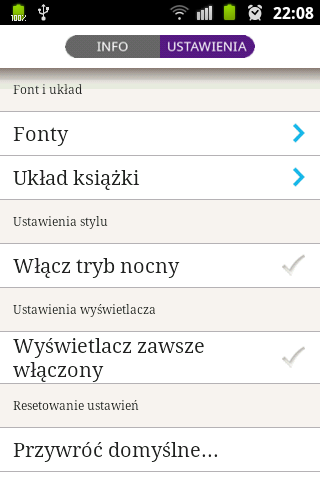 100%
22:08
INFO
USTAWIENIA
Font i układ
Fonty
Układ książki
Ustawienia stylu
Włącz tryb nocny
Ustawienia wyświetlacza
Wyświetlacz zawsze
włączony
Resetowanie ustawień
Przywróć domyślne...